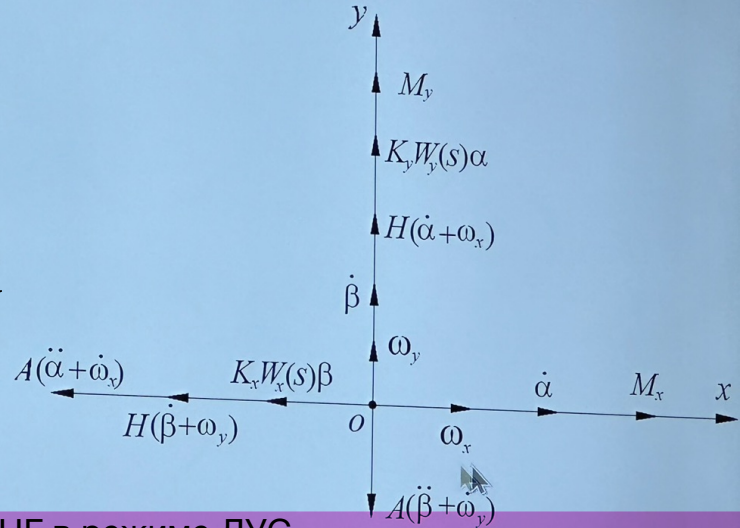 y
M_y
K_yW_y(s)α
H(α̇+ω_x)
β̇
ω_y
A(α̈+ω̇_x)
K_xW_x(s)β
α̇
M_x
x
H(β̇+ω_y)
o
ω_x
A(β̈+ω̇_y)